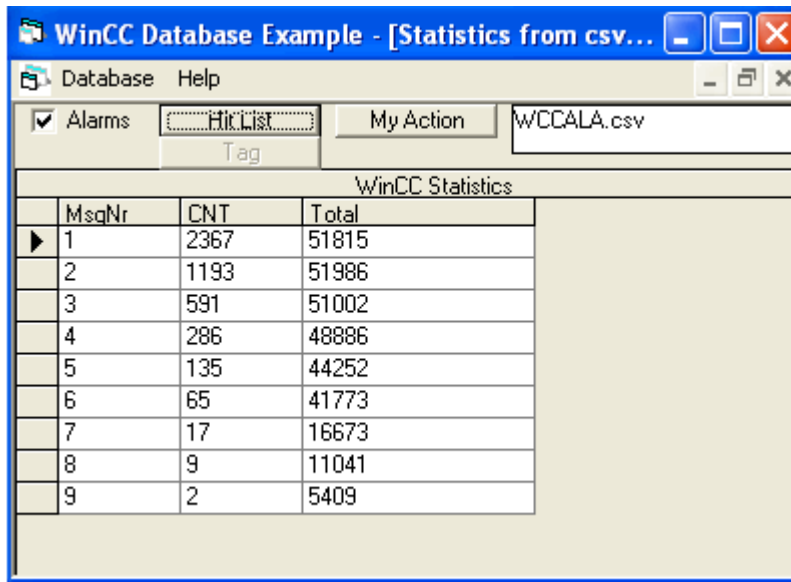 WinCC Database Example - [Statistics from csv...
Database Help
Alarms Hit List My Action WCCALA.csv
Tag
WinCC Statistics
MsgNr CNT Total
1 2367 51815
2 1193 51986
3 591 51002
4 286 48886
5 135 44252
6 65 41773
7 17 16673
8 9 11041
9 2 5409